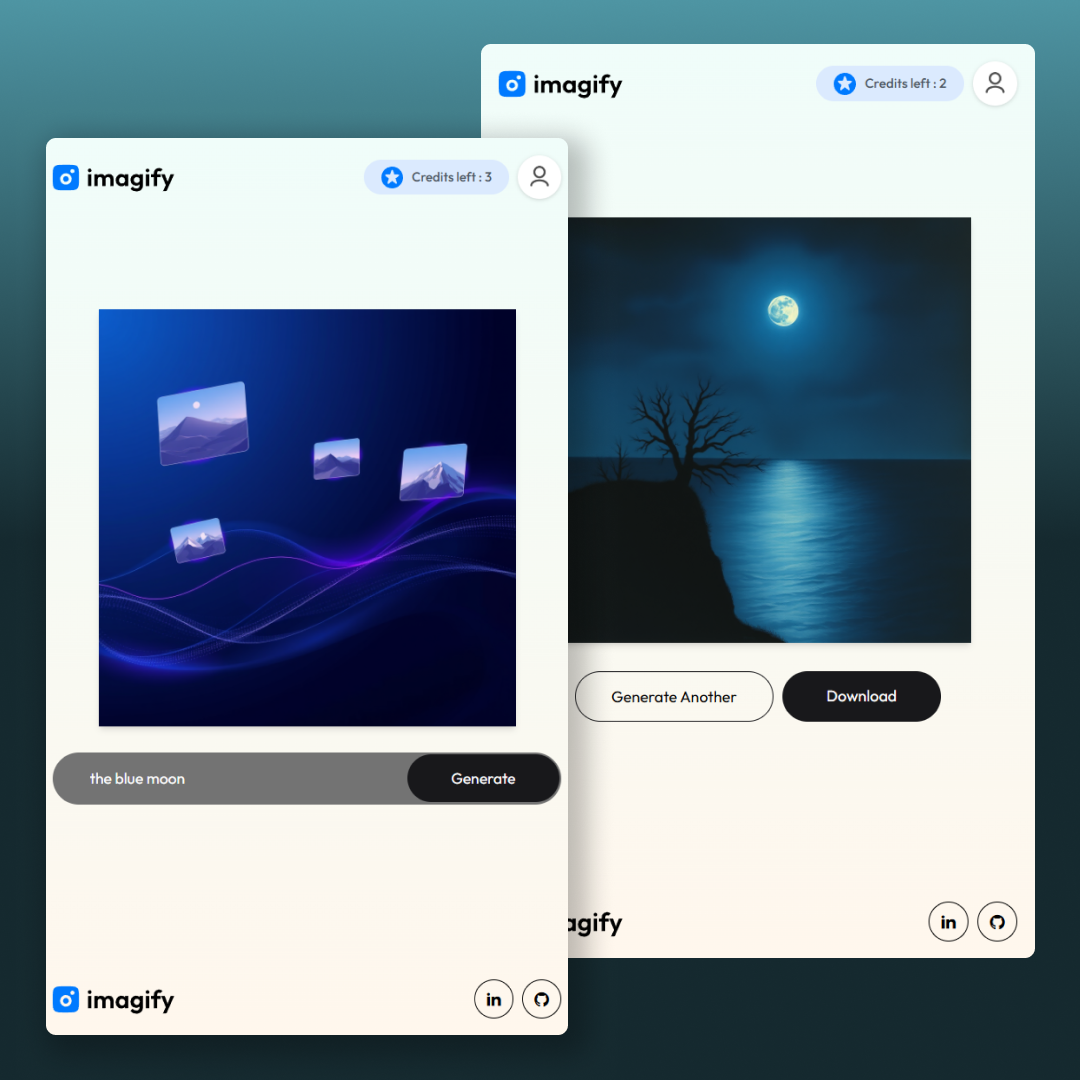 imagify
Credits left : 2
imagify
Credits left : 3
Generate Another
Download
the blue moon
Generate
agify
in
imagify
in